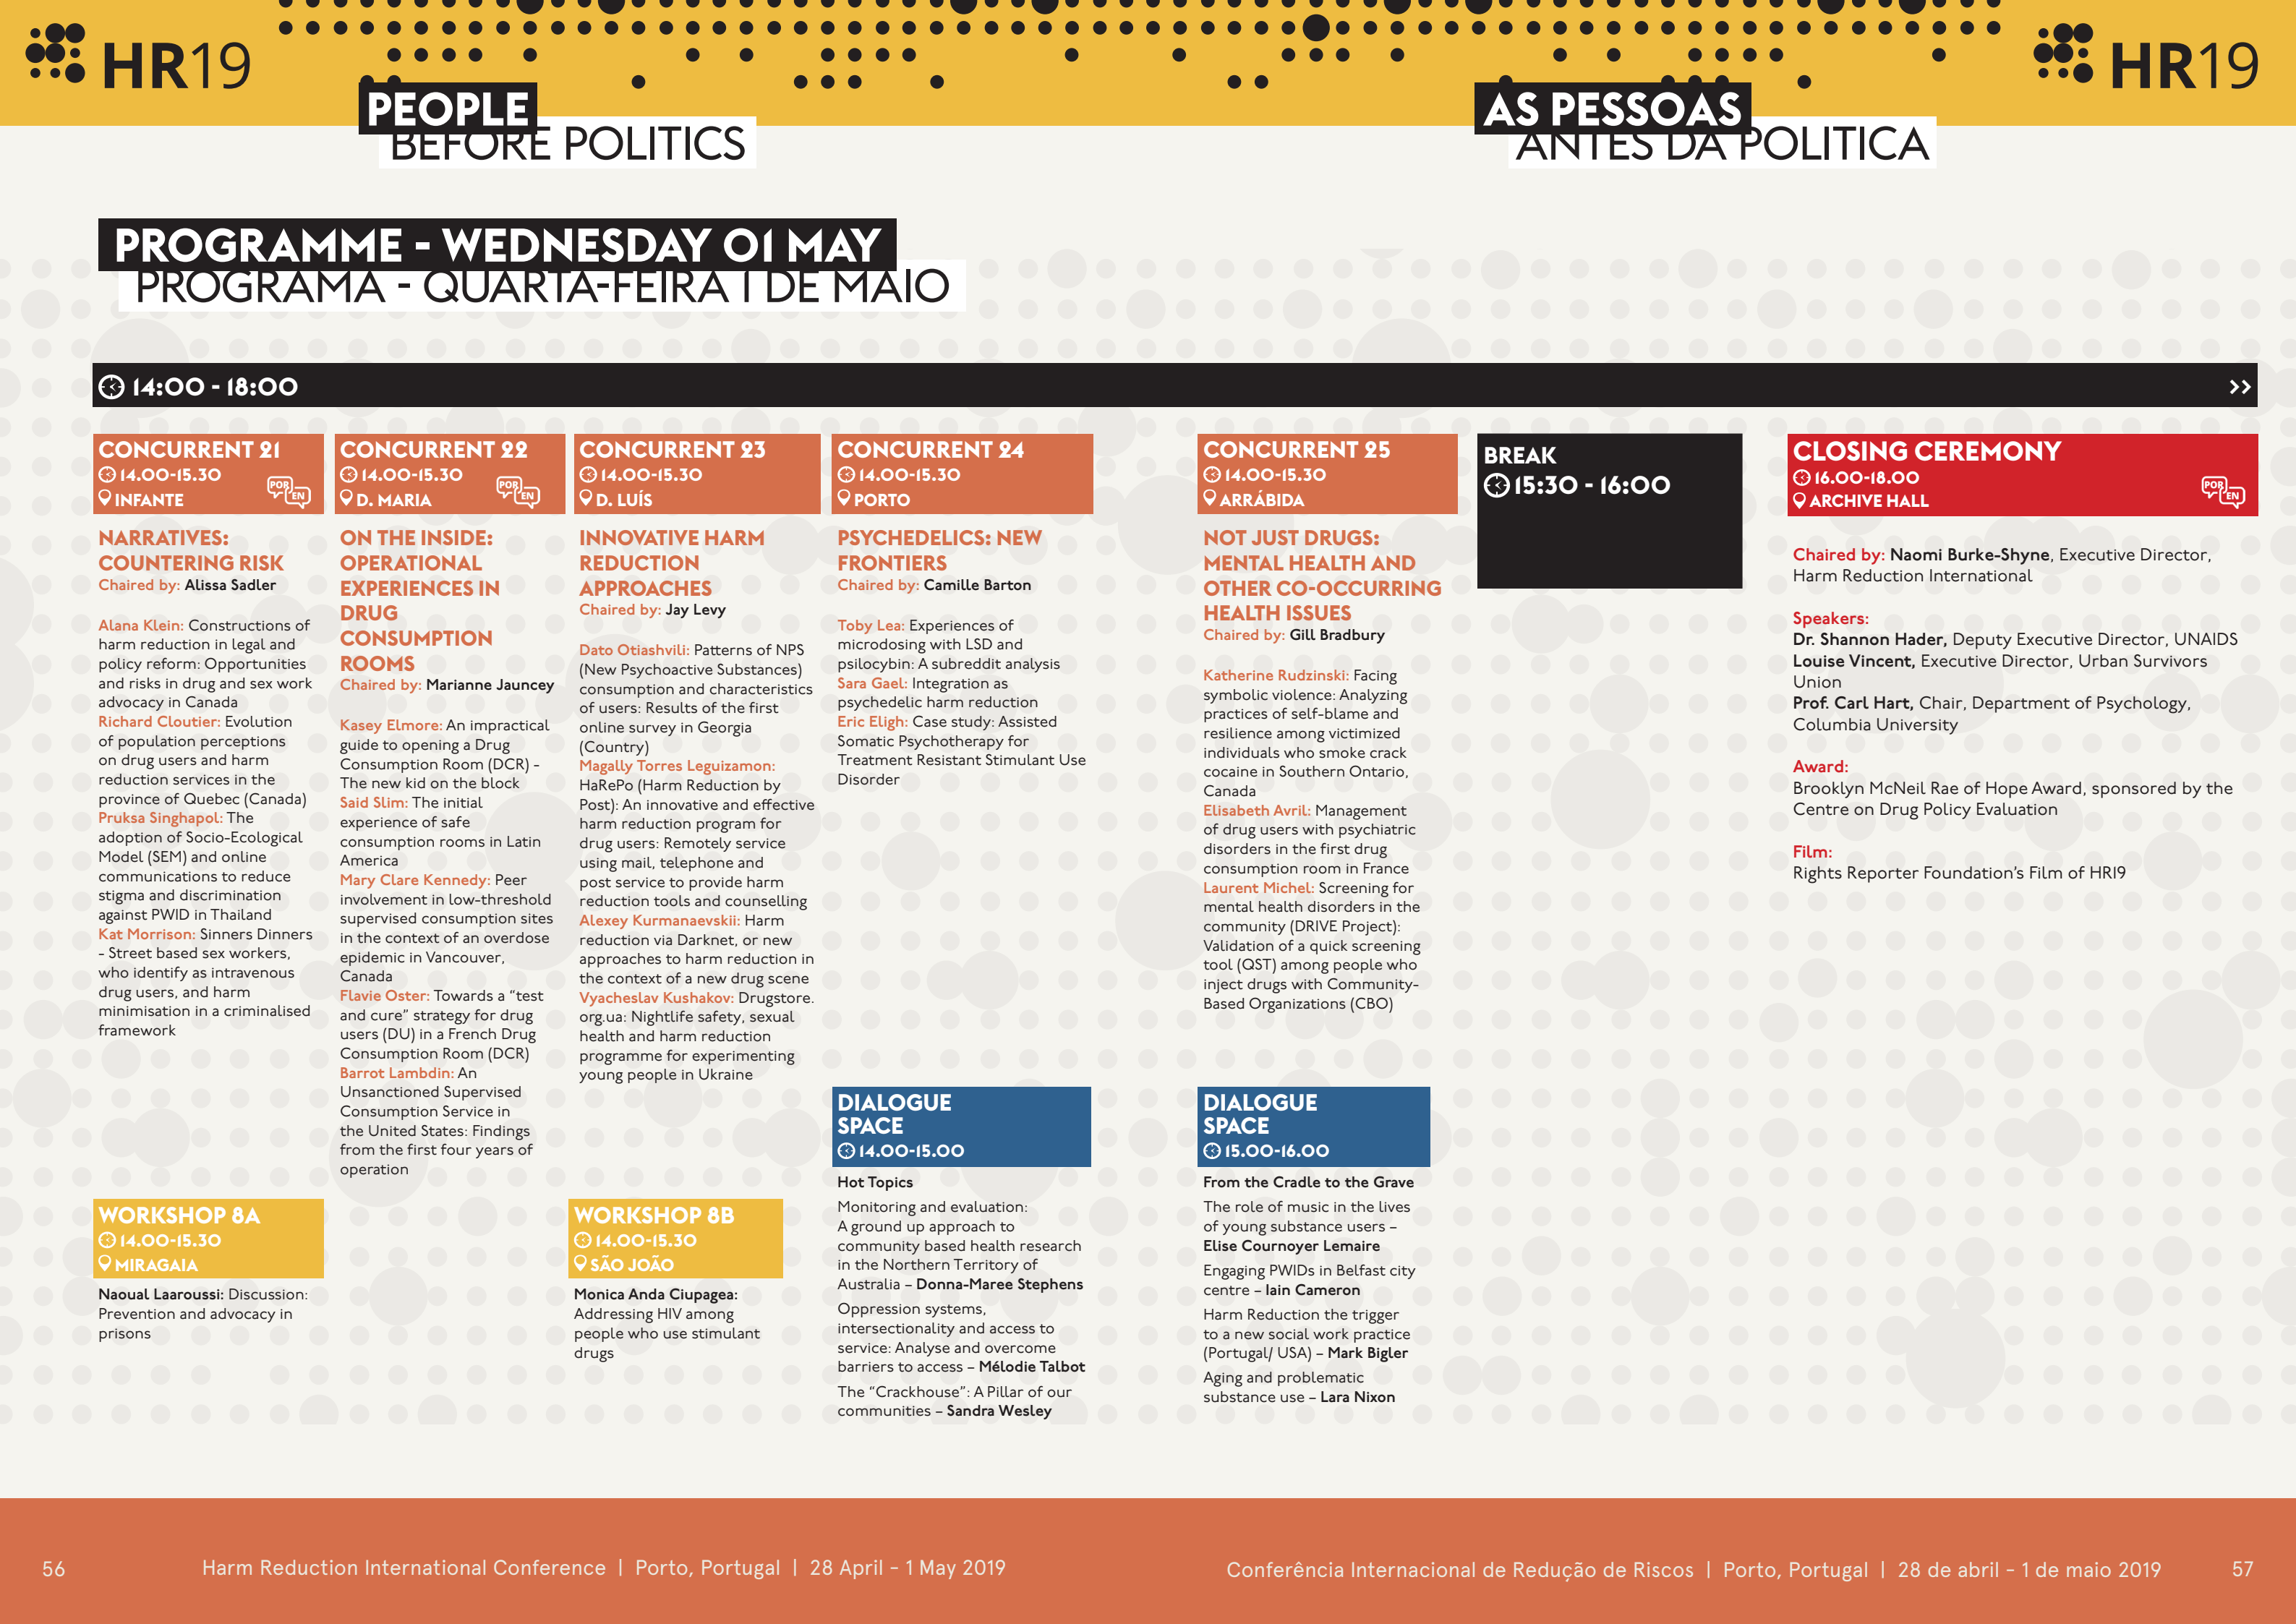 HR19
HR19
PEOPLE
BEFORE POLITICS
AS PESSOAS
ANTES DA POLITICA
PROGRAMME - WEDNESDAY 01 MAY
PROGRAMA - QUARTA-FEIRA 1 DE MAIO
14:00 - 18:00
>>
CONCURRENT 21
14.00-15.30
INFANTE
POR EN
NARRATIVES:
COUNTERING RISK
Chaired by: Alissa Sadler
Alana Klein: Constructions of
harm reduction in legal and
policy reform: Opportunities
and risks in drug and sex work
advocacy in Canada
Richard Cloutier: Evolution
of population perceptions
on drug users and harm
reduction services in the
province of Quebec (Canada)
Pruksa Singhapol: The
adoption of Socio-Ecological
Model (SEM) and online
communications to reduce
stigma and discrimination
against PWID in Thailand
Kat Morrison: Sinners Dinners
- Street based sex workers,
who identify as intravenous
drug users, and harm
minimisation in a criminalised
framework
WORKSHOP 8A
14.00-15.30
MIRAGAIA
Naoual Laaroussi: Discussion:
Prevention and advocacy in
prisons
CONCURRENT 22
14.00-15.30
D. MARIA
POR EN
ON THE INSIDE:
OPERATIONAL
EXPERIENCES IN
DRUG
CONSUMPTION
ROOMS
Chaired by: Marianne Jauncey
Kasey Elmore: An impractical
guide to opening a Drug
Consumption Room (DCR) -
The new kid on the block
Said Slim: The initial
experience of safe
consumption rooms in Latin
America
Mary Clare Kennedy: Peer
involvement in low-threshold
supervised consumption sites
in the context of an overdose
epidemic in Vancouver,
Canada
Flavie Oster: Towards a “test
and cure” strategy for drug
users (DU) in a French Drug
Consumption Room (DCR)
Barrot Lambdin: An
Unsanctioned Supervised
Consumption Service in
the United States: Findings
from the first four years of
operation
CONCURRENT 23
14.00-15.30
D. LUÍS
INNOVATIVE HARM
REDUCTION
APPROACHES
Chaired by: Jay Levy
Dato Otiashvili: Patterns of NPS
(New Psychoactive Substances)
consumption and characteristics
of users: Results of the first
online survey in Georgia
(Country)
Magally Torres Leguizamon:
HaRePo (Harm Reduction by
Post): An innovative and effective
harm reduction program for
drug users: Remotely service
using mail, telephone and
post service to provide harm
reduction tools and counselling
Alexey Kurmanaevskii: Harm
reduction via Darknet, or new
approaches to harm reduction in
the context of a new drug scene
Vyacheslav Kushakov: Drugstore.
org.ua: Nightlife safety, sexual
health and harm reduction
programme for experimenting
young people in Ukraine
WORKSHOP 8B
14.00-15.30
SÃO JOÃO
Monica Anda Ciupagea:
Addressing HIV among
people who use stimulant
drugs
CONCURRENT 24
14.00-15.30
PORTO
PSYCHEDELICS: NEW
FRONTIERS
Chaired by: Camille Barton
Toby Lea: Experiences of
microdosing with LSD and
psilocybin: A subreddit analysis
Sara Gael: Integration as
psychedelic harm reduction
Eric Eligh: Case study: Assisted
Somatic Psychotherapy for
Treatment Resistant Stimulant Use
Disorder
DIALOGUE
SPACE
14.00-15.00
Hot Topics
Monitoring and evaluation:
A ground up approach to
community based health research
in the Northern Territory of
Australia – Donna-Maree Stephens
Oppression systems,
intersectionality and access to
service: Analyse and overcome
barriers to access – Mélodie Talbot
The “Crackhouse”: A Pillar of our
communities – Sandra Wesley
CONCURRENT 25
14.00-15.30
ARRÁBIDA
NOT JUST DRUGS:
MENTAL HEALTH AND
OTHER CO-OCCURRING
HEALTH ISSUES
Chaired by: Gill Bradbury
Katherine Rudzinski: Facing
symbolic violence: Analyzing
practices of self-blame and
resilience among victimized
individuals who smoke crack
cocaine in Southern Ontario,
Canada
Elisabeth Avril: Management
of drug users with psychiatric
disorders in the first drug
consumption room in France
Laurent Michel: Screening for
mental health disorders in the
community (DRIVE Project):
Validation of a quick screening
tool (QST) among people who
inject drugs with Community-
Based Organizations (CBO)
DIALOGUE
SPACE
15.00-16.00
From the Cradle to the Grave
The role of music in the lives
of young substance users –
Elise Cournoyer Lemaire
Engaging PWIDs in Belfast city
centre – Iain Cameron
Harm Reduction the trigger
to a new social work practice
(Portugal/ USA) – Mark Bigler
Aging and problematic
substance use – Lara Nixon
BREAK
15:30 - 16:00
CLOSING CEREMONY
16.00-18.00
ARCHIVE HALL
POR EN
Chaired by: Naomi Burke-Shyne, Executive Director,
Harm Reduction International
Speakers:
Dr. Shannon Hader, Deputy Executive Director, UNAIDS
Louise Vincent, Executive Director, Urban Survivors
Union
Prof. Carl Hart, Chair, Department of Psychology,
Columbia University
Award:
Brooklyn McNeil Rae of Hope Award, sponsored by the
Centre on Drug Policy Evaluation
Film:
Rights Reporter Foundation’s Film of HR19
56
Harm Reduction International Conference | Porto, Portugal | 28 April - 1 May 2019
Conferência Internacional de Redução de Riscos | Porto, Portugal | 28 de abril - 1 de maio 2019
57